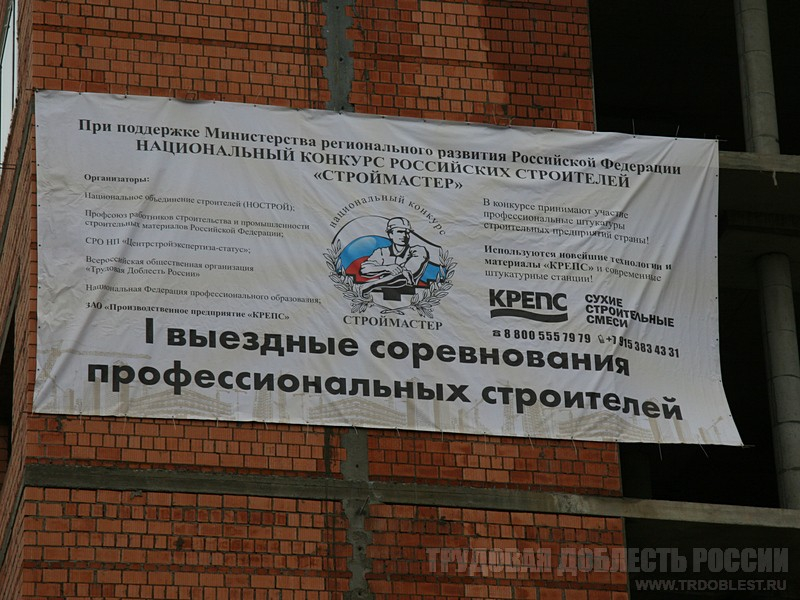 При поддержке Министерства регионального развития Российской Федерации
НАЦИОНАЛЬНЫЙ КОНКУРС РОССИЙСКИХ СТРОИТЕЛЕЙ
«СТРОЙМАСТЕР»
Организаторы:
Национальное объединение строителей (НОСТРОЙ);
Профсоюз работников строительства и промышленности
строительных материалов Российской Федерации;
СРО НП «Центрстройэкспертиза-статус»;
Всероссийская общественная организация
«Трудовая Доблесть России»
Национальная Федерация профессионального образования;
ЗАО «Производственное предприятие «КРЕПС»
национальный конкурс
СТРОЙМАСТЕР
В конкурсе принимают участие
профессиональные штукатуры
строительных предприятий страны!
Используются новейшие технологии и
материалы «КРЕПС» и современные
штукатурные станции!
КРЕПС
СУХИЕ
СТРОИТЕЛЬНЫЕ
СМЕСИ
8 800 555 79 79 +7 915 383 43 31
I выездные соревнования
профессиональных строителей
ТРУДОВАЯ ДОБЛЕСТЬ РОССИИ
WWW.TRDOBLEST.RU